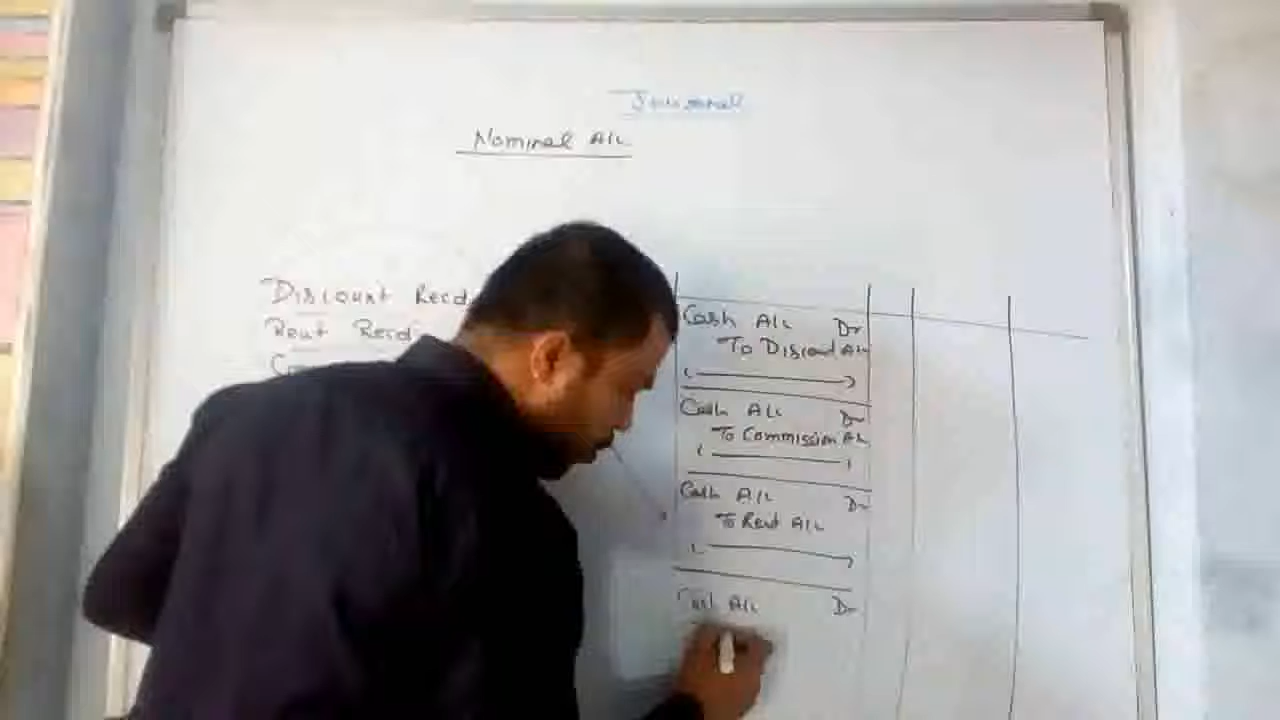 Journal
Nominal A/c
Discount Recd
Rent Recd
Cash A/c Dr
To Discount A/c
Cash A/c Dr
To Commission A/c
Cash A/c Dr
To Rent A/c
Cash A/c Dr